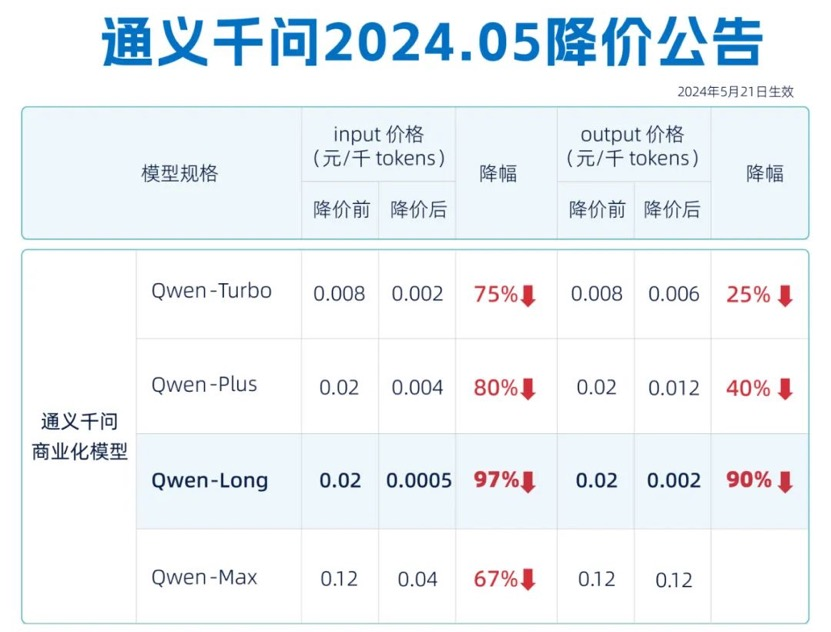 通义千问2024.05降价公告
2024年5月21日生效
模型规格
input 价格
（元/千 tokens）
降价前 降价后
降幅
output 价格
（元/千 tokens）
降价前 降价后
降幅
通义千问
商业化模型
Qwen-Turbo 0.008 0.002 75% 0.008 0.006 25%
Qwen-Plus 0.02 0.004 80% 0.02 0.012 40%
Qwen-Long 0.02 0.0005 97% 0.02 0.002 90%
Qwen-Max 0.12 0.04 67% 0.12 0.12